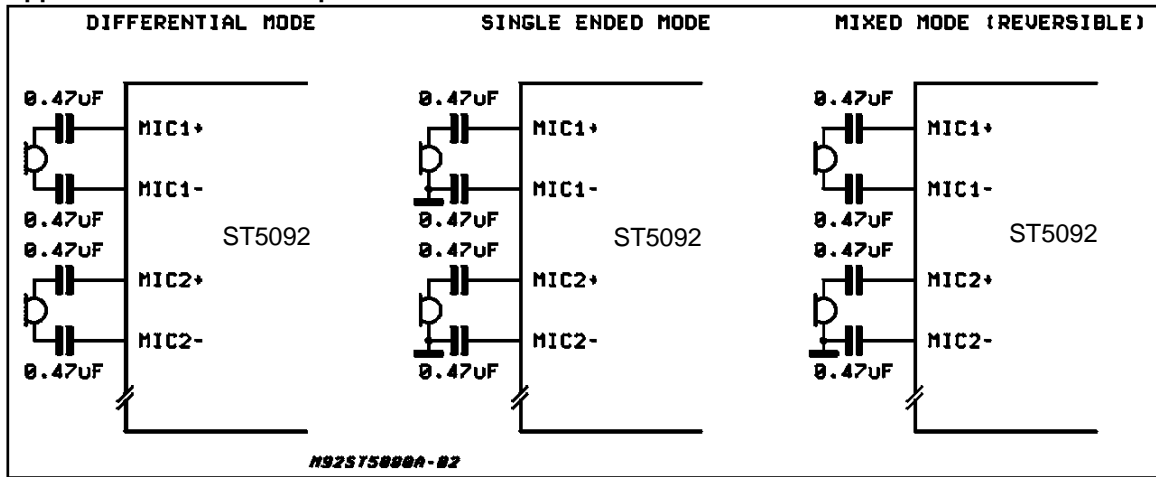 DIFFERENTIAL MODE
0.47uF
MIC1+
MIC1-
0.47uF
ST5092
0.47uF
MIC2+
MIC2-
0.47uF
SINGLE ENDED MODE
0.47uF
MIC1+
MIC1-
0.47uF
ST5092
0.47uF
MIC2+
MIC2-
0.47uF
MIXED MODE (REVERSIBLE)
0.47uF
MIC1+
MIC1-
0.47uF
ST5092
0.47uF
MIC2+
MIC2-
0.47uF
M92ST5080A-02